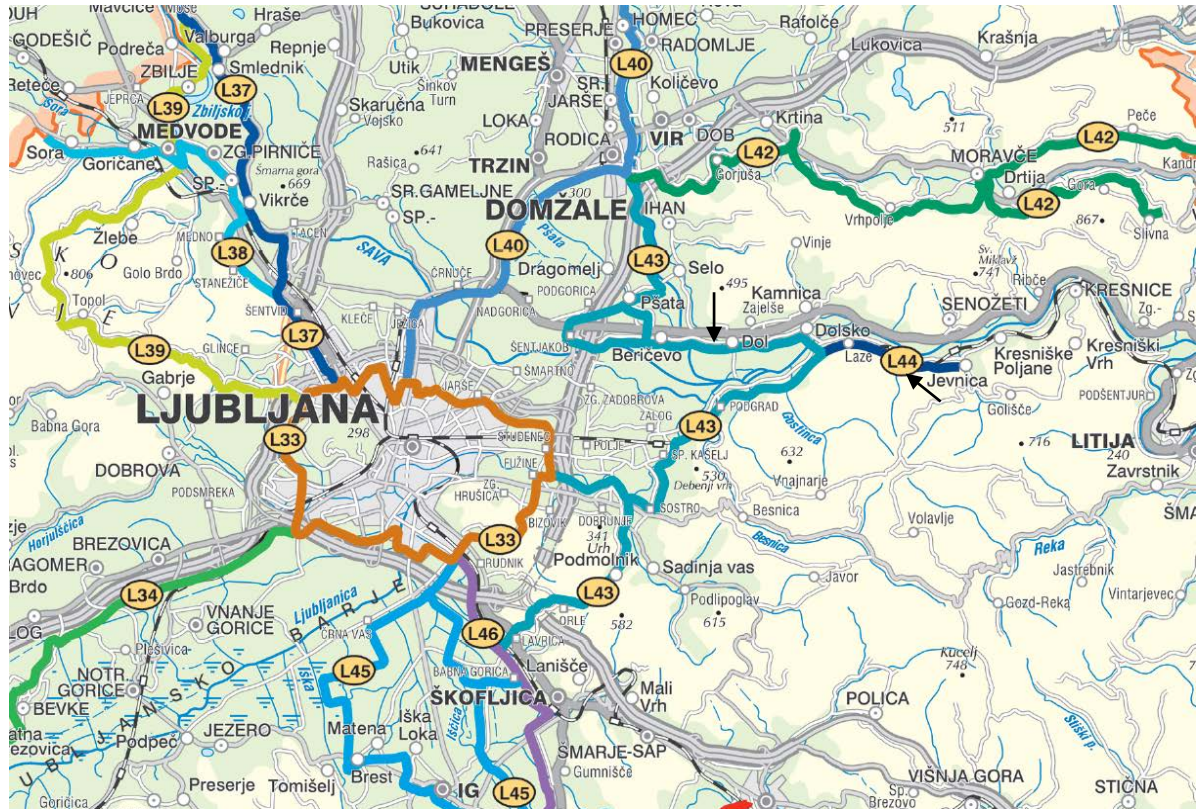 DUH
Mavčiče
Moše
Hraše
Bukovica
PRESERJE
HOMEC
Rafolče
Valburga
GODEŠIČ
Podreča
Repnje
Utik
RADOMLJE
Lukovica
Krašnja
ZBILJE
Smlednik
MENGEŠ
L40
Količevo
Reteče
JEPRCA
L37
Šinkov
Turn
SR.
JARŠE
L39
Zbiljsko j.
Skaručna
Vojsko
LOKA
Krtina
511
Peče
Sora
MEDVODE
RODICA
VIR
DOB
L42
L42
Sora
Goričane
ZG.PIRNIČE
Rašica
641
TRZIN
Gorjuša
MORAVČE
Kand
Šmarna gora
669
SR.GAMELJNE
300
Drtija
Gora
SP.-
Vikrče
SP.-
DOMŽALE
IHAN
Vrhpolje
L42
867
Slivna
Žlebe
MEDNO
L38
TACEN
L40
Pšata
L43
Vinje
Sv.
Miklavž
741
806
Golo Brdo
STANEŽIČE
SAVA
ČRNUČE
Dragomelj
Selo
495
Kamnica
Ribče
KRESNICE
Topol
ŠENTVID
KLEČE
JEŽICA
PODGORICA
Pšata
Zajelše
SENOŽETI
Zg.-
NADGORICA
L37
Dolsko
L39
GLINCE
ŠENTJAKOB
Beričevo
Dol
Laze
L44
Kresniške
Poljane
Kresniški
Vrh
Gabrje
JARŠE
ŠMARTNO
Jevnica
PODŠENTJUR
LJUBLJANA
ZG. ZADOBROVA
PODGRAD
Gostinca
Golišče
Babna Gora
L33
298
STUDENEC
ZALOG
L43
716
LITIJA
240
DOBROVA
POLJE
SP. KAŠELJ
632
FUŽINE
530
Debenji vrh
Vnajnarje
Zavrstnik
PODSMREKA
ZG.
HRUŠICA
SOSTRO
Besnica
ŠMA
Horjulščica
BIZOVIK
DOBRUNJE
Volavlje
BREZOVICA
L33
341
Urh
Besnica
Reka
RUDNIK
Podmolnik
Sadinja vas
Jastrebnik
Brdo
L34
Ljubljanica
L43
Javor
VNANJE
GORICE
Podlipoglav
Gozd-Reka
Vintarjevec
ČRNA VAS
L46
ORLE
582
615
LOG
Plešivica
LAVRICA
L45
Iška
BABNA GORICA
Lanišče
Kucelj
748
NOTR.
GORICE
ŠKOFLJICA
Mali
Vrh
POLICA
BEVKE
Iščica
LJUBLJANSKO BARJE
JEZERO
Matena
Iška
Loka
Podpeč
ŠMARJE-SAP
Stiški p.
Brest
Gumnišče
Preserje
Tomišelj
IG
L45
VIŠNJA GORA
STIČNA
Goričica
Sp.-
Brezovo